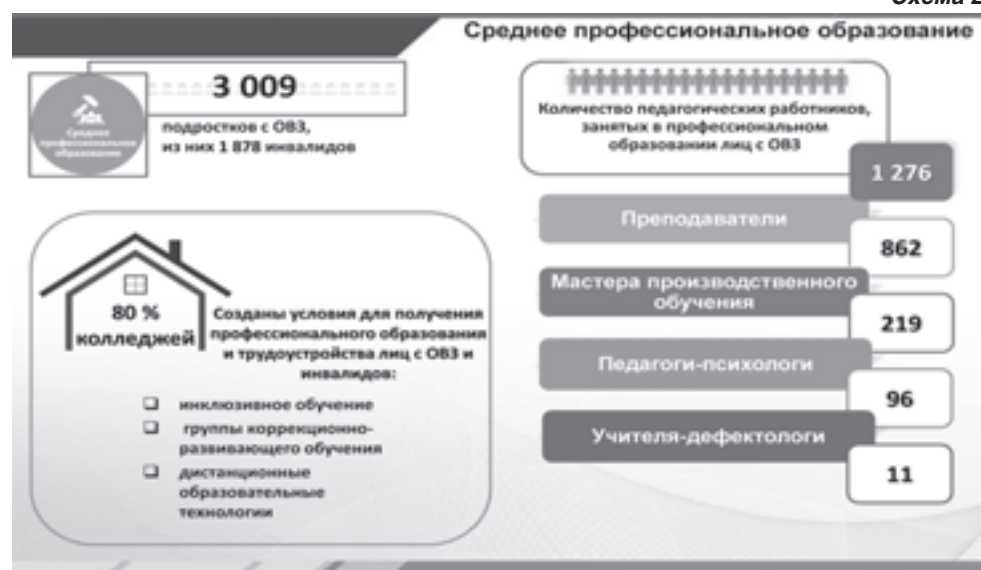 Схема 2
Среднее профессиональное образование
3 009
Среднее
профессиональное
образование
подростков с ОВЗ,
из них 1 878 инвалидов
80 %
колледжей
Созданы условия для получения
профессионального образования
и трудоустройства лиц с ОВЗ и
инвалидов:
инклюзивное обучение
группы коррекционно-
развивающего обучения
дистанционные
образовательные
технологии
Количество педагогических работников,
занятых в профессиональном
образовании лиц с ОВЗ
1 276
Преподаватели
862
Мастера производственного
обучения
219
Педагоги-психологи
96
Учителя-дефектологи
11